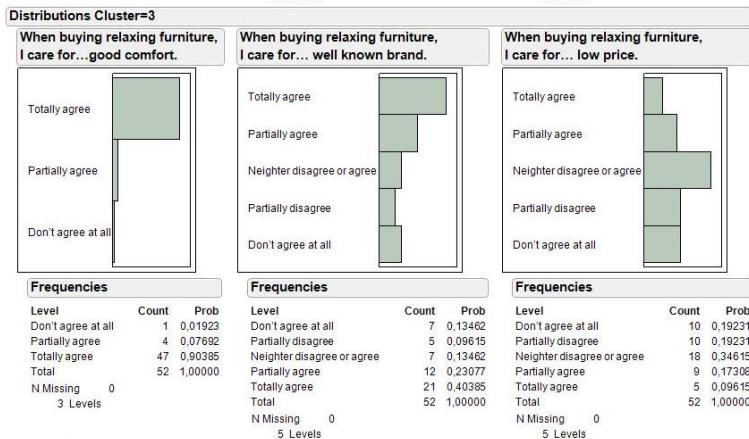 Distributions Cluster=3
When buying relaxing furniture,
I care for…good comfort.
Totally agree
Partially agree
Don't agree at all
Frequencies
Level Count Prob
Don't agree at all 1 0,01923
Partially agree 4 0,07692
Totally agree 47 0,90385
Total 52 1,00000
N Missing 0
3 Levels
When buying relaxing furniture,
I care for… well known brand.
Totally agree
Partially agree
Neighter disagree or agree
Partially disagree
Don't agree at all
Frequencies
Level Count Prob
Don't agree at all 7 0,13462
Partially disagree 5 0,09615
Neighter disagree or agree 7 0,13462
Partially agree 12 0,23077
Totally agree 21 0,40385
Total 52 1,00000
N Missing 0
5 Levels
When buying relaxing furniture,
I care for… low price.
Totally agree
Partially agree
Neighter disagree or agree
Partially disagree
Don't agree at all
Frequencies
Level Count Prob
Don't agree at all 10 0,19231
Partially disagree 10 0,19231
Neighter disagree or agree 18 0,34615
Partially agree 9 0,17308
Totally agree 5 0,09615
Total 52 1,00000
N Missing 0
5 Levels